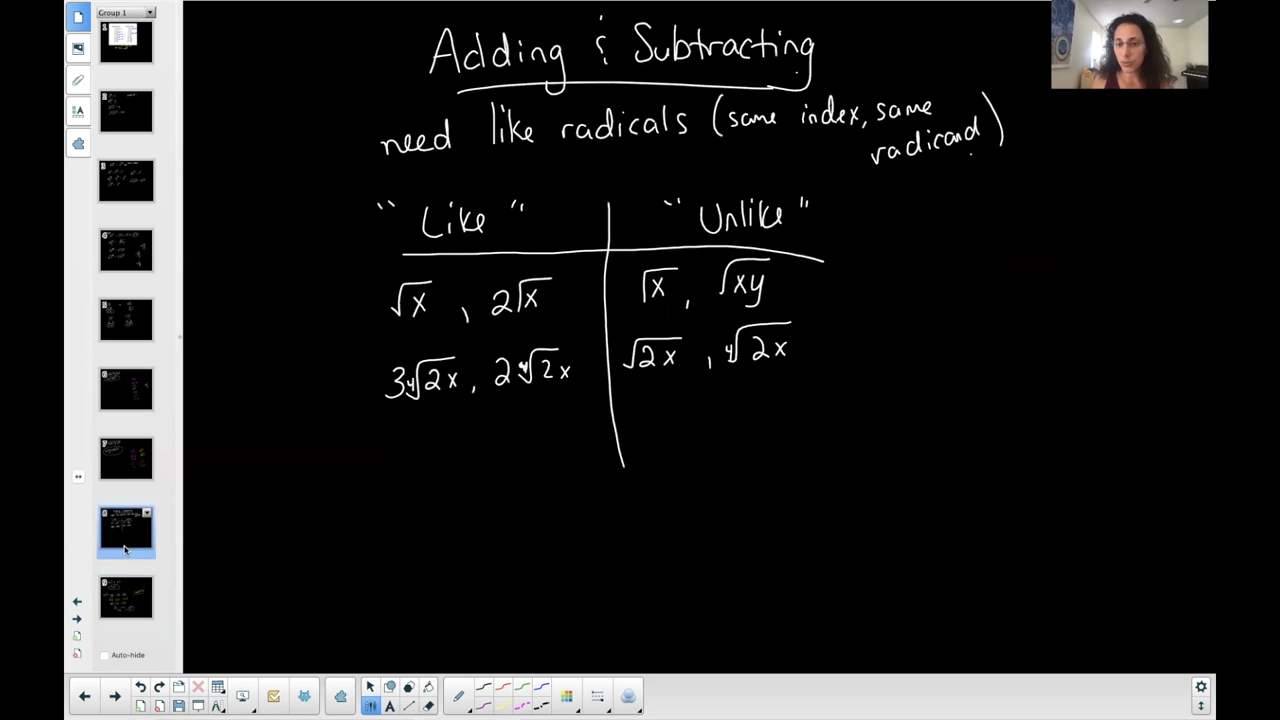 Group 1
Adding & Subtracting
need like radicals (same index, same
radicand)
"Like" "Unlike"
√x , 2√x √x , √xy
3∜2x , 2∜2x √2x , ∜2x
Auto-hide